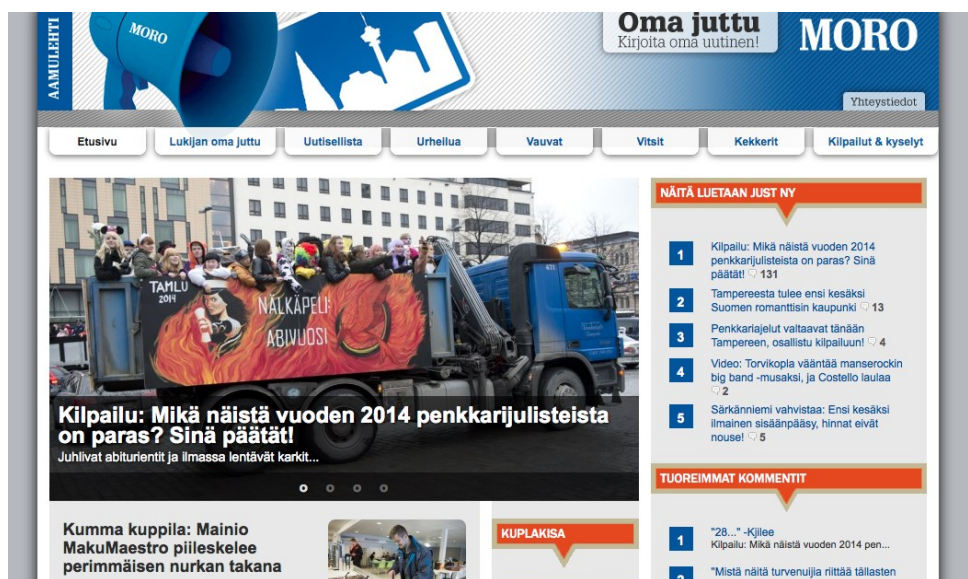 AAMULEHTI
MORO
Oma juttu
Kirjoita oma uutinen!
MORO
Yhteystiedot
Etusivu
Lukijan oma juttu
Uutisellista
Urheilua
Vauvat
Vitsit
Kekkerit
Kilpailut & kyselyt
TAMLU
2014
NÄLKÄPELI-
ABIVUOSI
Kilpailu: Mikä näistä vuoden 2014 penkkarijulisteista
on paras? Sinä päätät!
Juhlivat abiturientit ja ilmassa lentävät karkit...
Kumma kuppila: Mainio
MakuMaestro piileskelee
perimmäisen nurkan takana
KUPLAKISA
NÄITÄ LUETAAN JUST NY
1
Kilpailu: Mikä näistä vuoden 2014
penkkarijulisteista on paras? Sinä
päätät! 131
2
Tampereesta tulee ensi kesäksi
Suomen romanttisin kaupunki 13
3
Penkkariajelut valtaavat tänään
Tampereen, osallistu kilpailuun! 4
4
Video: Torvikopla vääntää manserockin
big band -musaksi, ja Costello laulaa
2
5
Särkänniemi vahvistaa: Ensi kesäksi
ilmainen sisäänpääsy, hinnat eivät
nouse! 5
TUOREIMMAT KOMMENTIT
1
"28..." -Kjilee
Kilpailu: Mikä näistä vuoden 2014 pen...
2
"Mistä näitä turvenuijia riittää tällasten